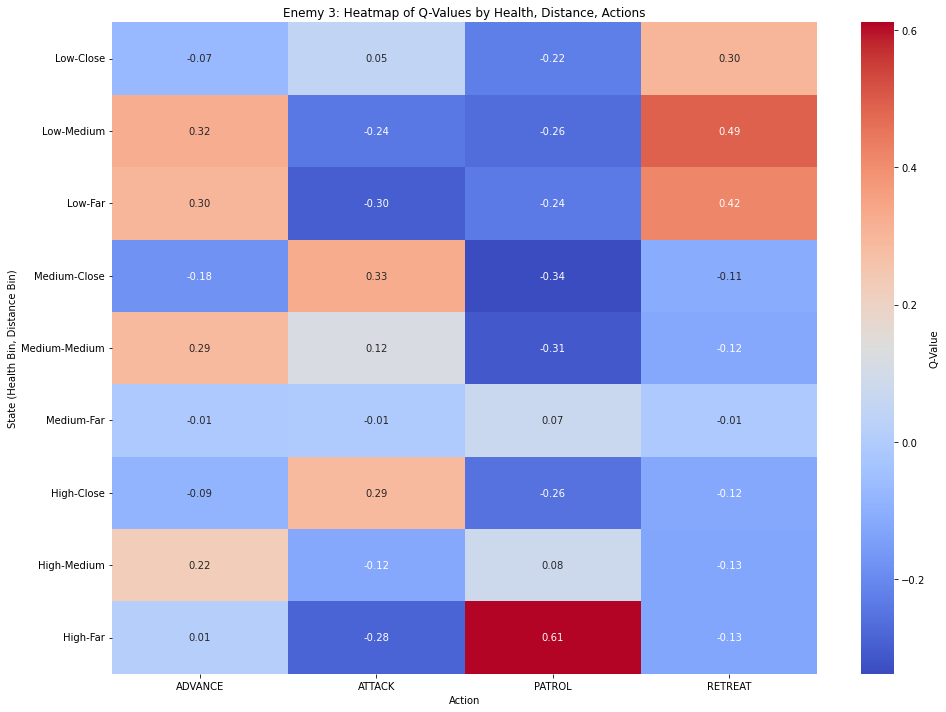 Enemy 3: Heatmap of Q-Values by Health, Distance, Actions
State (Health Bin, Distance Bin)
Low-Close -0.07 0.05 -0.22 0.30
Low-Medium 0.32 -0.24 -0.26 0.49
Low-Far 0.30 -0.30 -0.24 0.42
Medium-Close -0.18 0.33 -0.34 -0.11
Medium-Medium 0.29 0.12 -0.31 -0.12
Medium-Far -0.01 -0.01 0.07 -0.01
High-Close -0.09 0.29 -0.26 -0.12
High-Medium 0.22 -0.12 0.08 -0.13
High-Far 0.01 -0.28 0.61 -0.13
ADVANCE ATTACK PATROL RETREAT
Action
0.6
0.4
0.2
0.0
−0.2
Q-Value